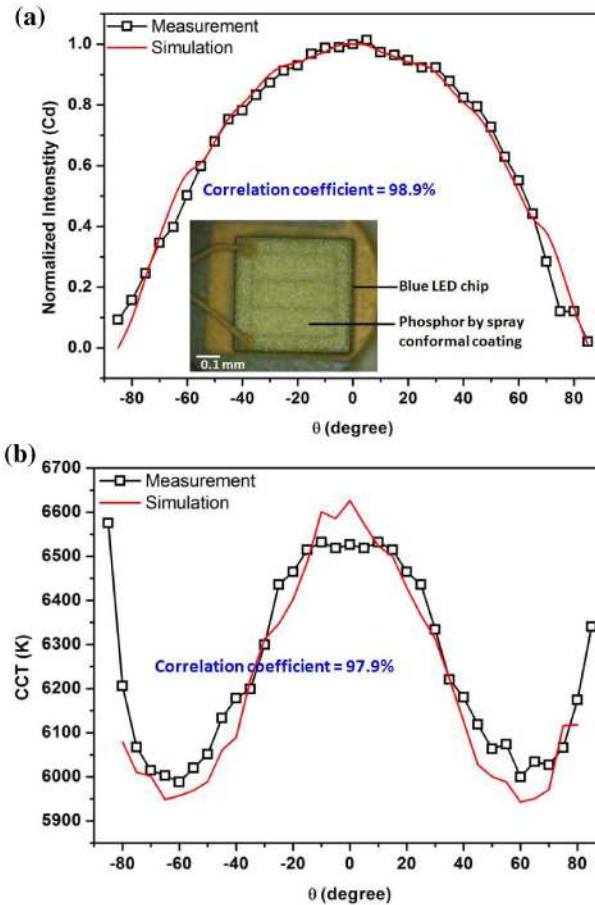 (a)
Measurement
Simulation
1.0
0.8
0.6
0.4
0.2
0.0
Normalized Intenstity (Cd)
Correlation coefficient = 98.9%
Blue LED chip
Phosphor by spray
conformal coating
0.1 mm
-80 -60 -40 -20 0 20 40 60 80
θ (degree)
(b)
Measurement
Simulation
6700
6600
6500
6400
6300
6200
6100
6000
5900
CCT (K)
Correlation coefficient = 97.9%
-80 -60 -40 -20 0 20 40 60 80
θ (degree)